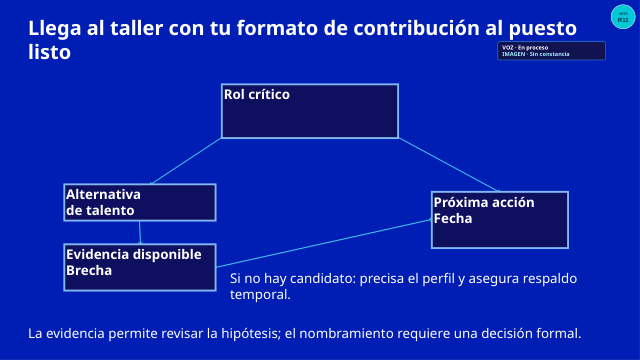 Llega al taller con tu formato de contribución al puesto
listo
R11
VOZ · En proceso
IMAGEN · Sin constancia
Rol crítico
Alternativa
de talento
Próxima acción
Fecha
Evidencia disponible
Brecha
Si no hay candidato: precisa el perfil y asegura respaldo
temporal.
La evidencia permite revisar la hipótesis; el nombramiento requiere una decisión formal.